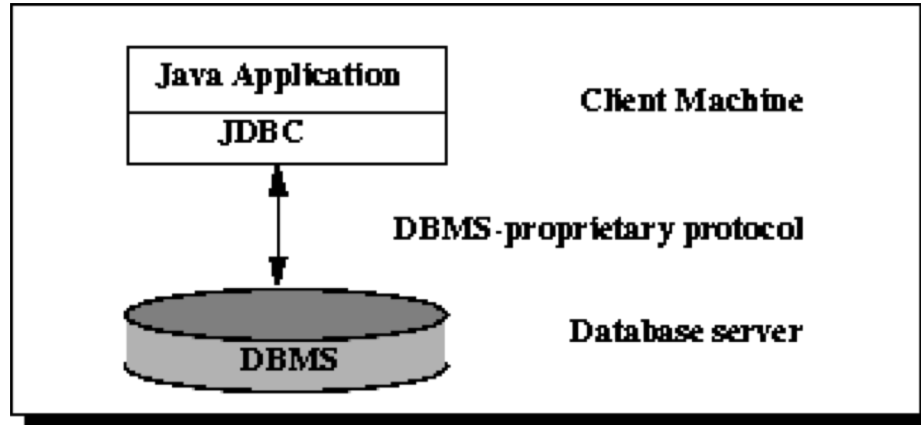 Java Application
Client Machine
JDBC
DBMS-proprietary protocol
Database server
DBMS